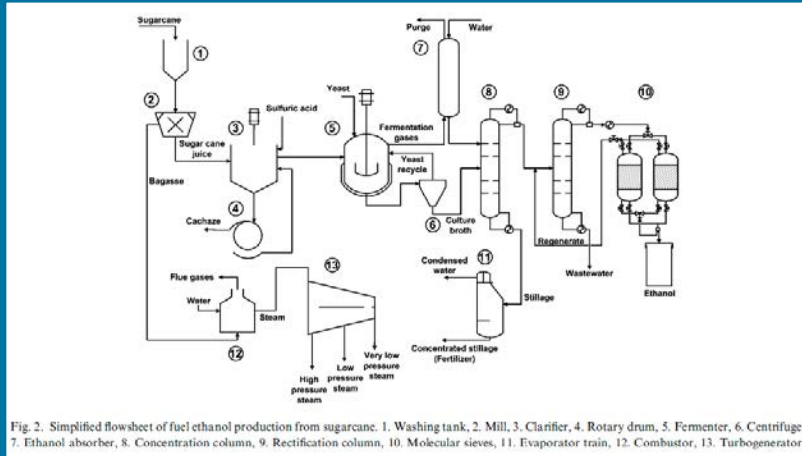 Sugarcane
1
2
Sulfuric acid
3
Sugar cane
juice
Bagasse
4
Cachaze
Yeast
5
Fermentation
gases
Yeast
recycle
6
Culture
broth
Purge
Water
7
8
9
10
Regenerate
Wastewater
Ethanol
Condensed
water
11
Stillage
Concentrated stillage
(Fertilizer)
Flue gases
Water
Steam
12
13
High
pressure
steam
Low
pressure
steam
Very low
pressure
steam
Fig. 2. Simplified flowsheet of fuel ethanol production from sugarcane. 1. Washing tank, 2. Mill, 3. Clarifier, 4. Rotary drum, 5. Fermenter, 6. Centrifuge
7. Ethanol absorber, 8. Concentration column, 9. Rectification column, 10. Molecular sieves, 11. Evaporator train, 12. Combustor, 13. Turbogenerator